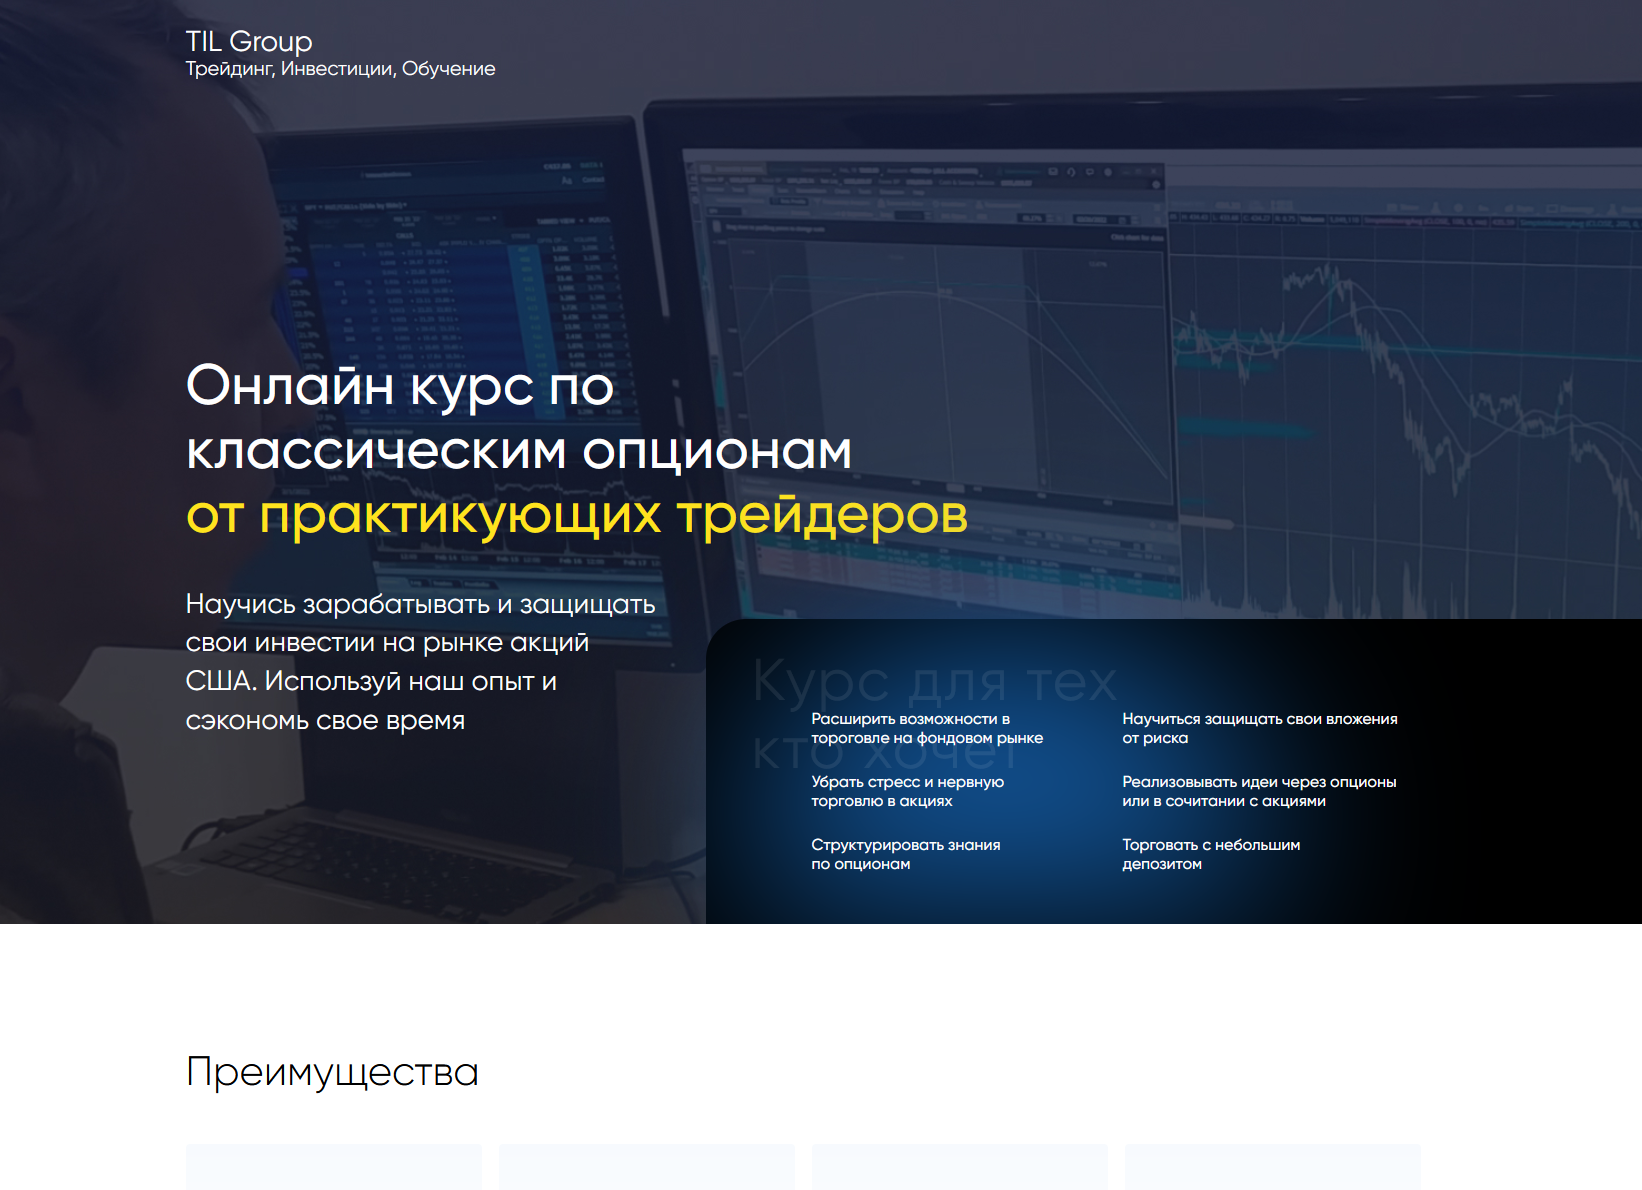 TIL Group
Трейдинг, Инвестиции, Обучение
Онлайн курс по
классическим опционам
от практикующих трейдеров
Научись зарабатывать и защищать
свои инвестии на рынке акций
США. Используй наш опыт и
сэкономь свое время
Курс для тех
кто хочет
Расширить возможности в
тороговле на фондовом рынке
Убрать стресс и нервную
торговлю в акциях
Структурировать знания
по опционам
Научиться защищать свои вложения
от риска
Реализовывать идеи через опционы
или в сочитании с акциями
Торговать с небольшим
депозитом
Преимущества